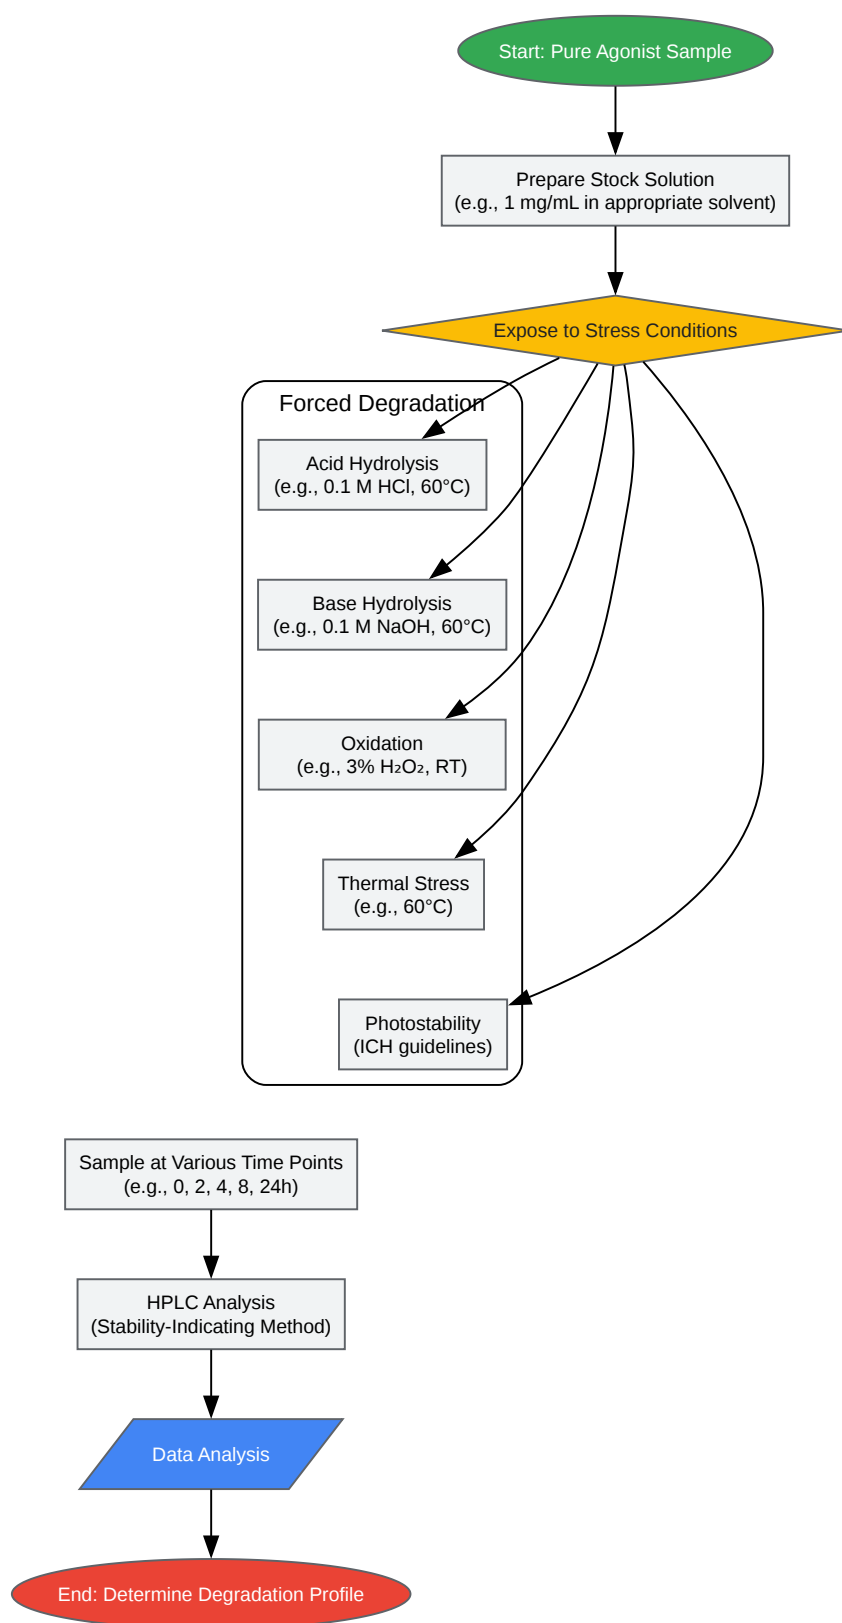 Start: Pure Agonist Sample
Prepare Stock Solution
(e.g., 1 mg/mL in appropriate solvent)
Expose to Stress Conditions
Forced Degradation
Acid Hydrolysis
(e.g., 0.1 M HCl, 60°C)
Base Hydrolysis
(e.g., 0.1 M NaOH, 60°C)
Oxidation
(e.g., 3% H₂O₂, RT)
Thermal Stress
(e.g., 60°C)
Photostability
(ICH guidelines)
Sample at Various Time Points
(e.g., 0, 2, 4, 8, 24h)
HPLC Analysis
(Stability-Indicating Method)
Data Analysis
End: Determine Degradation Profile